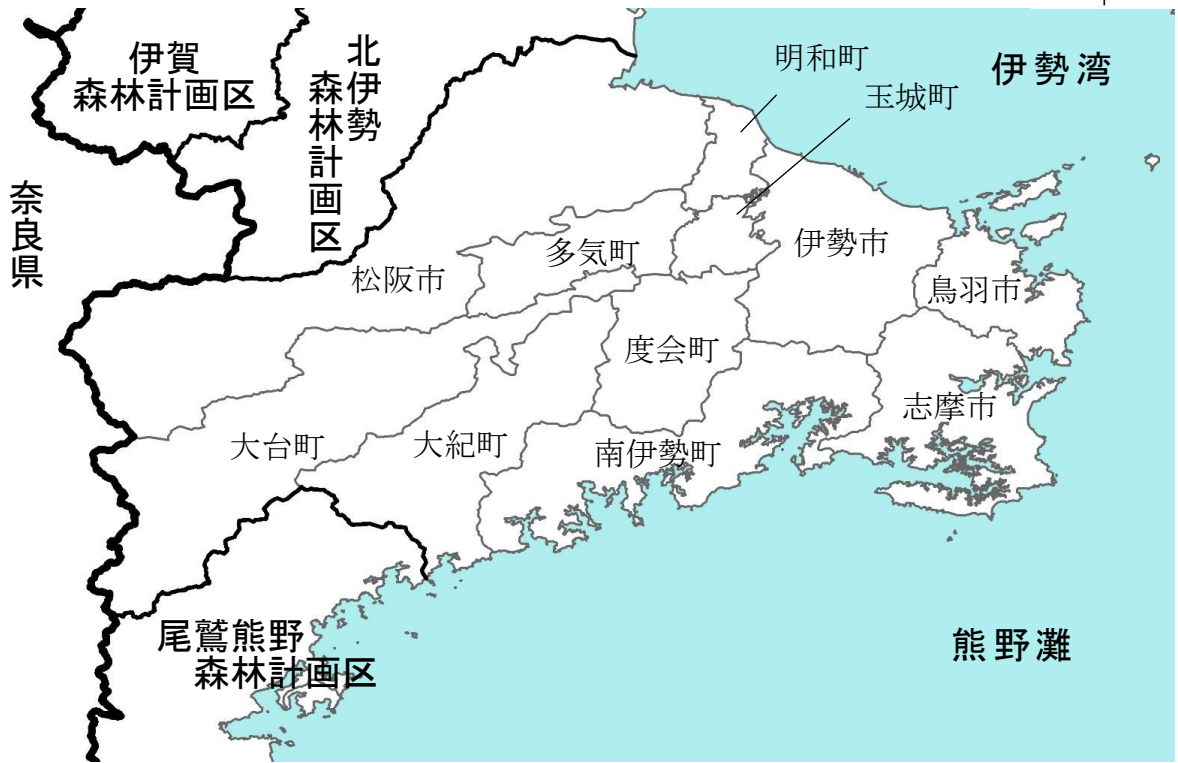 伊賀
森林計画区
北伊勢
森林計画区
奈良県
明和町
玉城町
伊勢湾
松阪市
多気町
伊勢市
鳥羽市
度会町
志摩市
大台町
大紀町
南伊勢町
尾鷲熊野
森林計画区
熊野灘